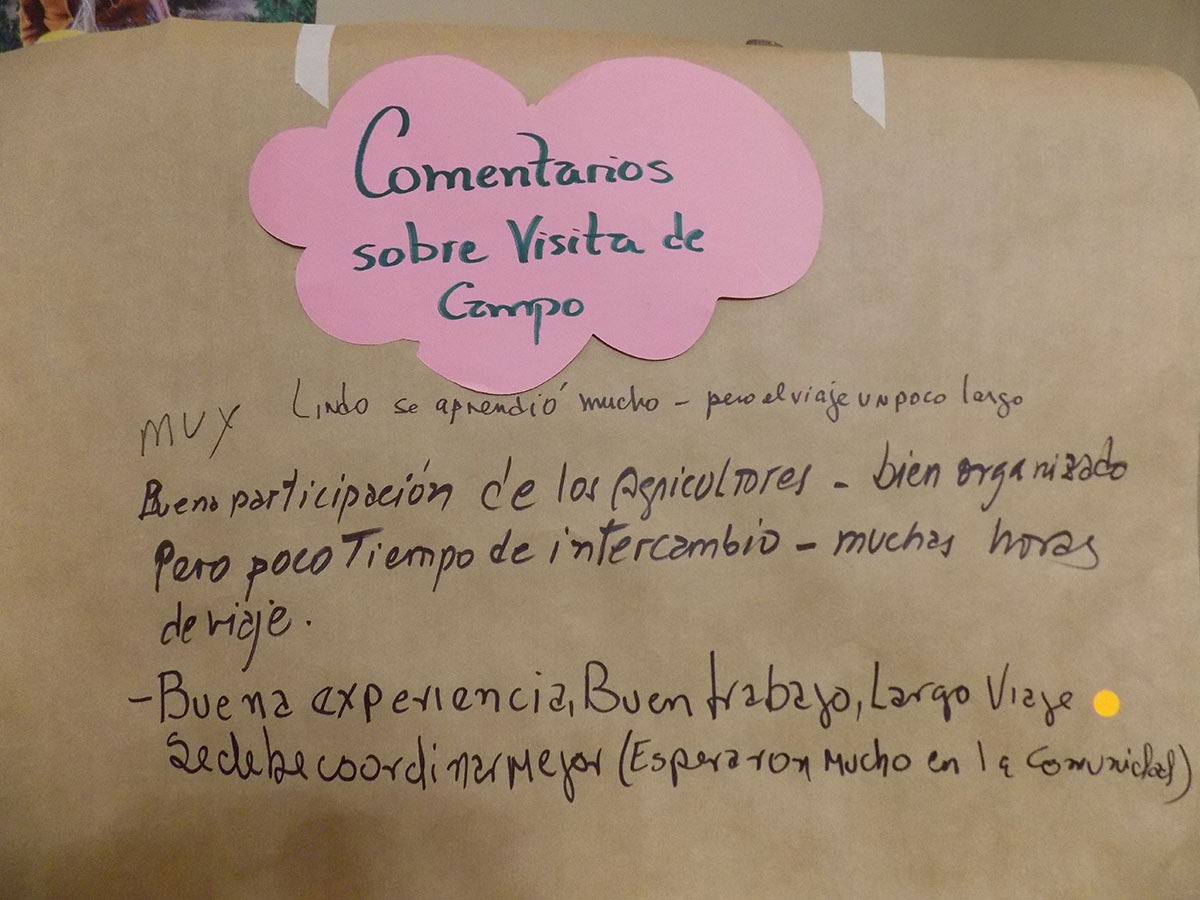 Comentarios
sobre Visita de
Campo
MUY Lindo se aprendió mucho - pero el viaje un poco largo
Buena participación de los Agricultores - bien organizado
Pero poco Tiempo de intercambio - muchas horas
de viaje.
- Buena experiencia, Buen trabajo, Largo Viaje
Se debe coordinar Mejor (Esperaron Mucho en la Comunidad)